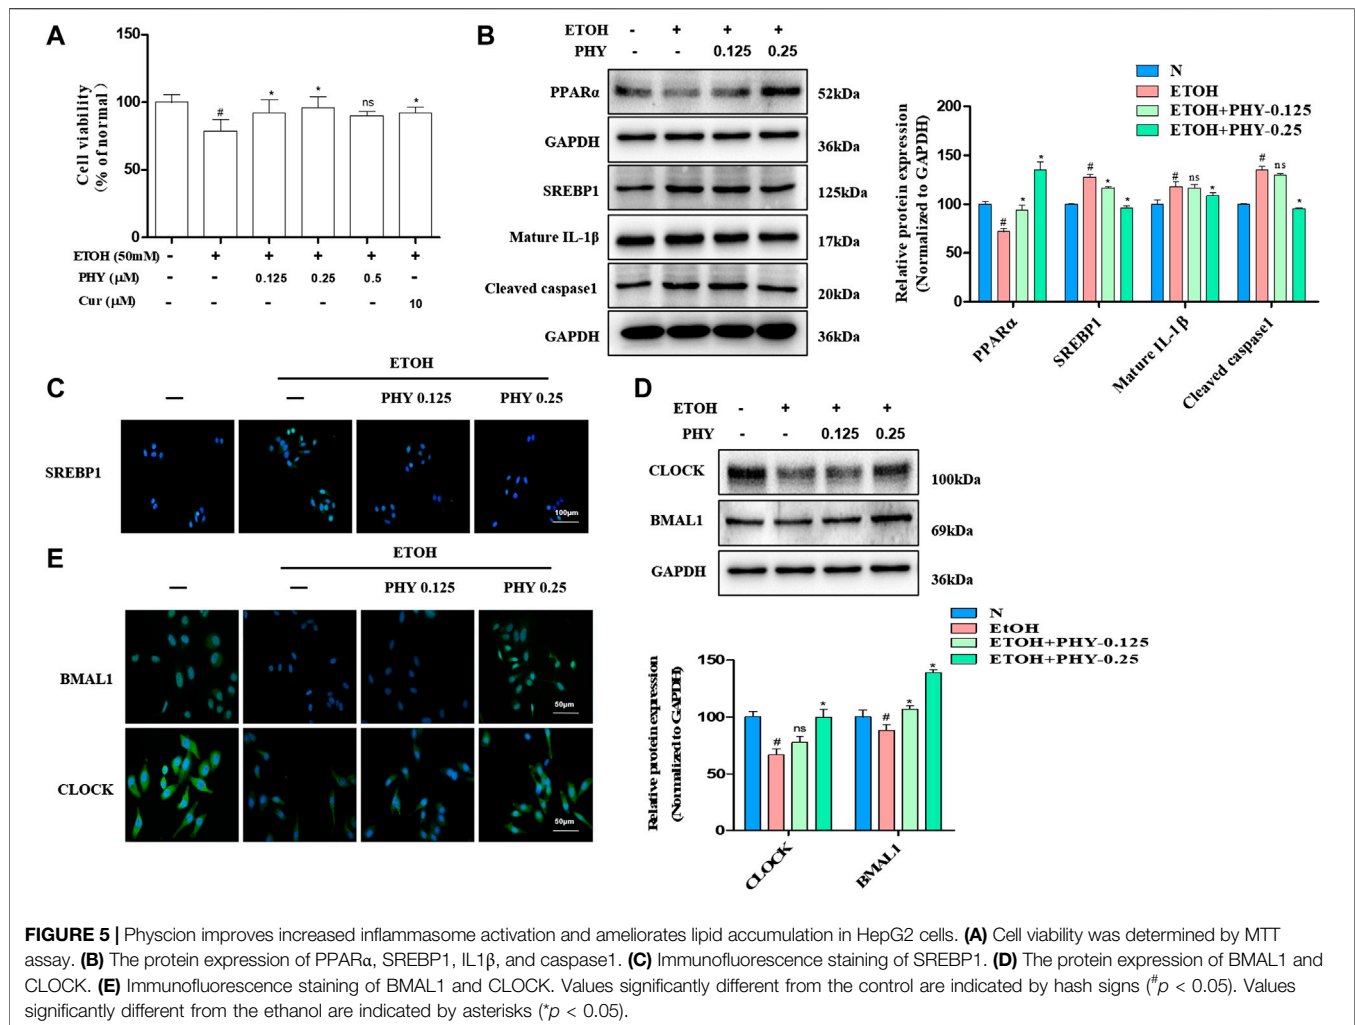 A
Cell viability
(% of normal)
150
100
50
0
#
*
*
ns
*
ETOH (50mM) - + + + + +
PHY (μM) - - 0.125 0.25 0.5 -
Cur (μM) - - - - - 10
B
ETOH - + + +
PHY - - 0.125 0.25
PPARα 52kDa
GAPDH 36kDa
SREBP1 125kDa
Mature IL-1β 17kDa
Cleaved caspase1 20kDa
GAPDH 36kDa
N
ETOH
ETOH+PHY-0.125
ETOH+PHY-0.25
Relative protein expression
(Normalized to GAPDH)
200
150
100
50
0
# * *
# * *
# ns *
# ns *
PPARα
SREBP1
Mature IL-1β
Cleaved caspase1
C
ETOH
— — PHY 0.125 PHY 0.25
SREBP1
100μm
D
ETOH - + + +
PHY - - 0.125 0.25
CLOCK 100kDa
BMAL1 69kDa
GAPDH 36kDa
N
EtOH
ETOH+PHY-0.125
ETOH+PHY-0.25
Relative protein expression
(Normalized to GAPDH)
150
100
50
0
# ns *
# * *
CLOCK
BMAL1
E
ETOH
— — PHY 0.125 PHY 0.25
BMAL1
50μm
CLOCK
50μm
FIGURE 5 | Physcion improves increased inflammasome activation and ameliorates lipid accumulation in HepG2 cells. (A) Cell viability was determined by MTT
assay. (B) The protein expression of PPARα, SREBP1, IL1β, and caspase1. (C) Immunofluorescence staining of SREBP1. (D) The protein expression of BMAL1 and
CLOCK. (E) Immunofluorescence staining of BMAL1 and CLOCK. Values significantly different from the control are indicated by hash signs (#p < 0.05). Values
significantly different from the ethanol are indicated by asterisks (*p < 0.05).